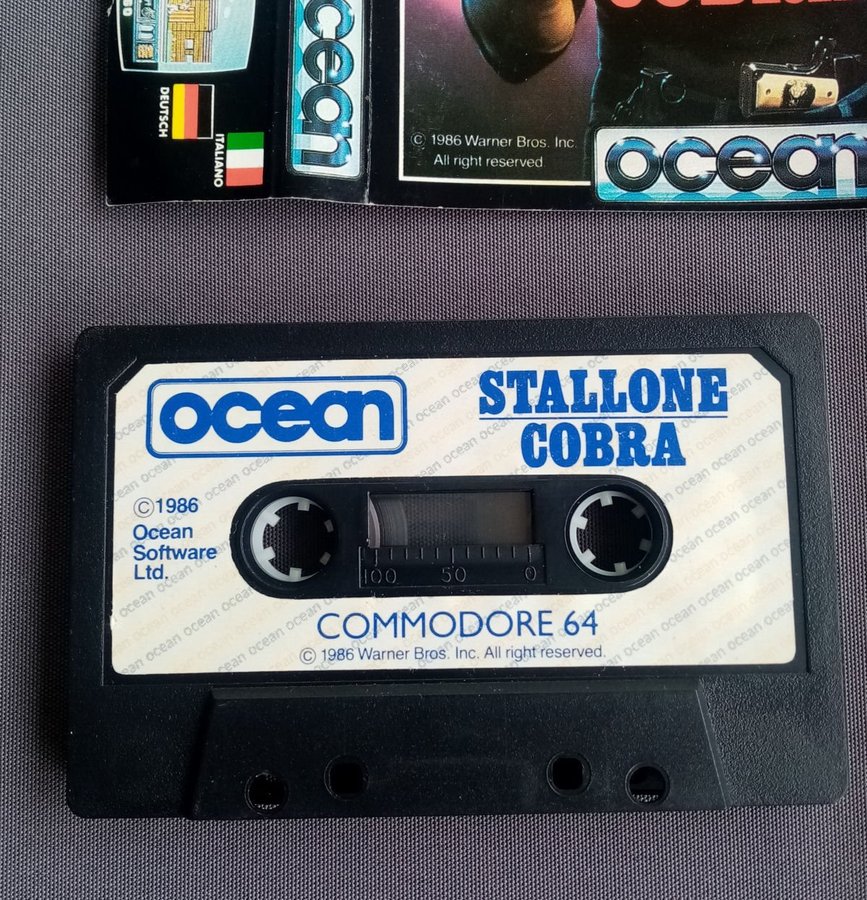 COBRA
ocean
DEUTSCH
ITALIANO
© 1986 Warner Bros. Inc.
All right reserved
ocean
ocean
STALLONE
COBRA
©1986
Ocean
Software
Ltd.
100 50 0
COMMODORE 64
© 1986 Warner Bros. Inc. All right reserved.